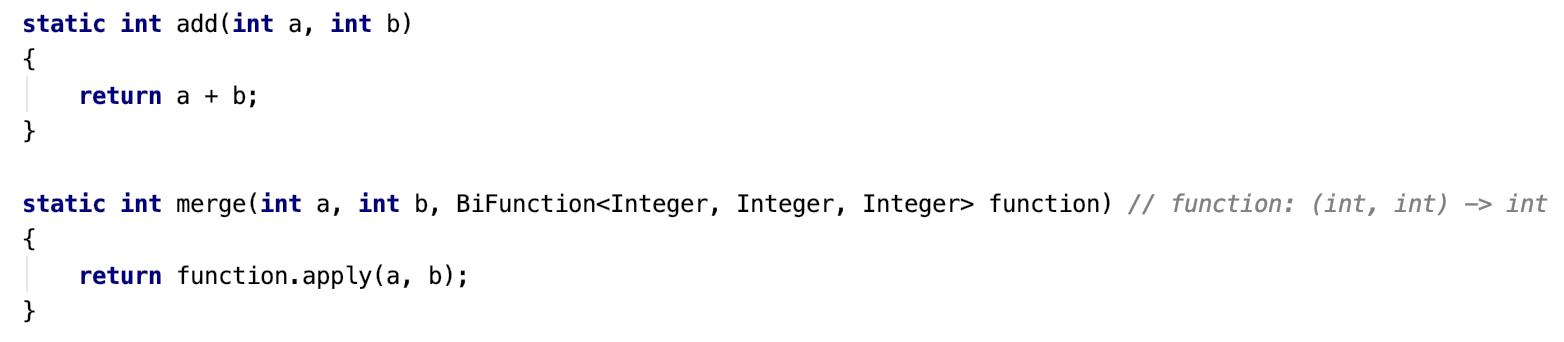 static int add(int a, int b)
{
    return a + b;
}
static int merge(int a, int b, BiFunction<Integer, Integer, Integer> function) // function: (int, int) -> int
{
    return function.apply(a, b);
}